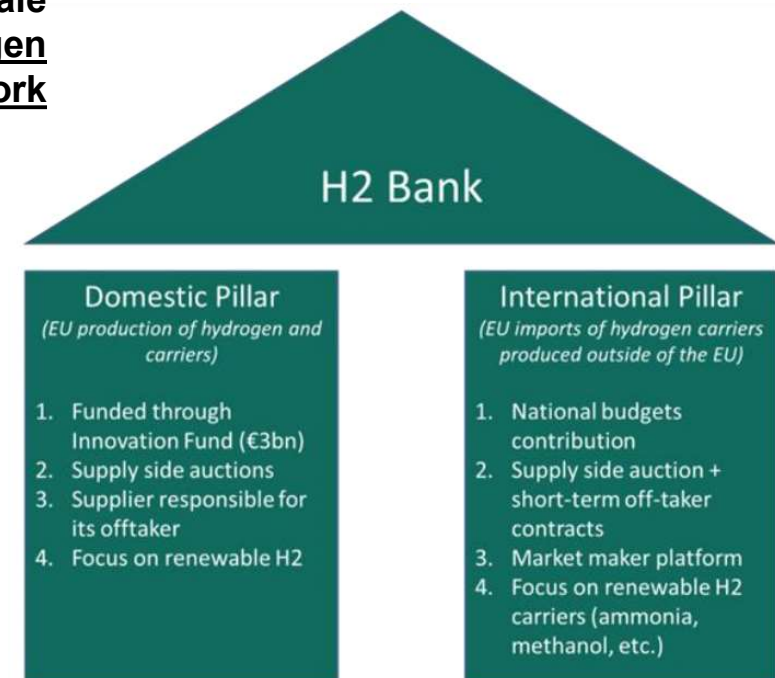 H2 Bank
Domestic Pillar
(EU production of hydrogen and
carriers)
1. Funded through
Innovation Fund (€3bn)
2. Supply side auctions
3. Supplier responsible for
its offtaker
4. Focus on renewable H2
International Pillar
(EU imports of hydrogen carriers
produced outside of the EU)
1. National budgets
contribution
2. Supply side auction +
short-term off-taker
contracts
3. Market maker platform
4. Focus on renewable H2
carriers (ammonia,
methanol, etc.)